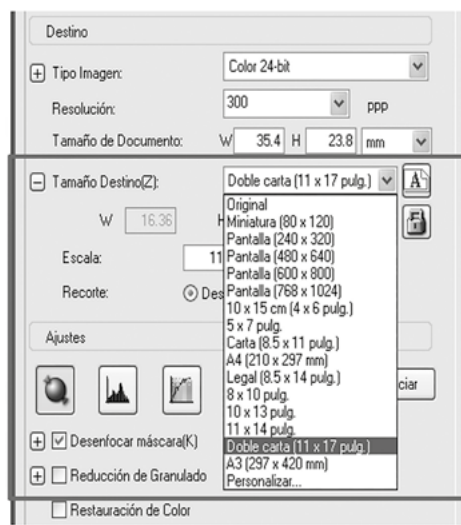 Destino
Tipo Imagen: Color 24-bit
Resolución: 300 ppp
Tamaño de Documento: W 35.4 H 23.8 mm
Tamaño Destino(Z): Doble carta (11 x 17 pulg.) A
W 16.36 H
Escala: 11
Recorte: Des
Original
Miniatura (80 x 120)
Pantalla (240 x 320)
Pantalla (480 x 640)
Pantalla (600 x 800)
Pantalla (768 x 1024)
10 x 15 cm (4 x 6 pulg.)
5 x 7 pulg.
Carta (8.5 x 11 pulg.)
A4 (210 x 297 mm)
Legal (8.5 x 14 pulg.)
8 x 10 pulg.
10 x 13 pulg.
11 x 14 pulg.
Doble carta (11 x 17 pulg.)
A3 (297 x 420 mm)
Personalizar...
Ajustes
ciar
Desenfocar máscara(K)
Reducción de Granulado
Restauración de Color